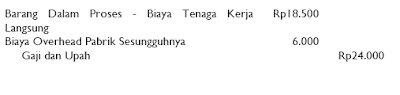 Barang Dalam Proses - Biaya Tenaga Kerja Rp18.500
Langsung
Biaya Overhead Pabrik Sesungguhnya 6.000
Gaji dan Upah Rp24.000